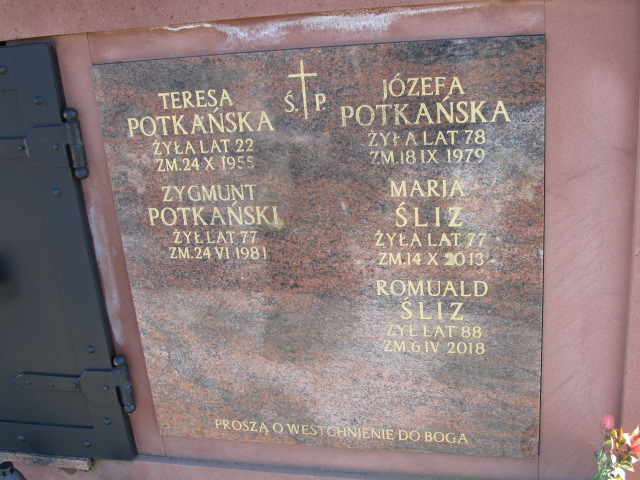 Ś P
TERESA
POTKAŃSKA
ŻYŁA LAT 22
ZM. 24 X 1955
ZYGMUNT
POTKAŃSKI
ŻYŁ LAT 77
ZM. 24 VI 1981
JÓZEFA
POTKAŃSKA
ŻYŁA LAT 78
ZM. 18 IX 1979
MARIA
ŚLIZ
ŻYŁA LAT 77
ZM. 14 X 2013
ROMUALD
ŚLIZ
ŻYŁ LAT 88
ZM. 6 IV 2018
PROSZĄ O WESTCHNIENIE DO BOGA